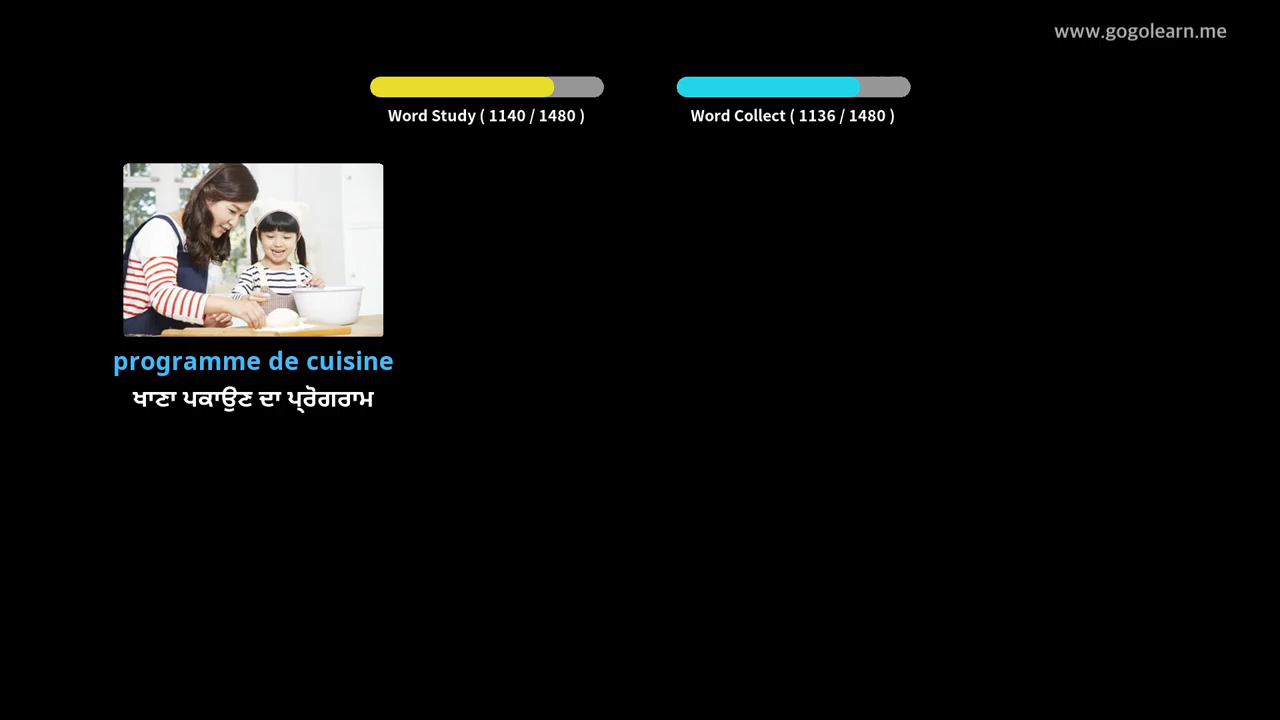 www.gogolearn.me
Word Study ( 1140 / 1480 )
Word Collect ( 1136 / 1480 )
programme de cuisine
ਖਾਣਾ ਪਕਾਉਣ ਦਾ ਪ੍ਰੋਗਰਾਮ